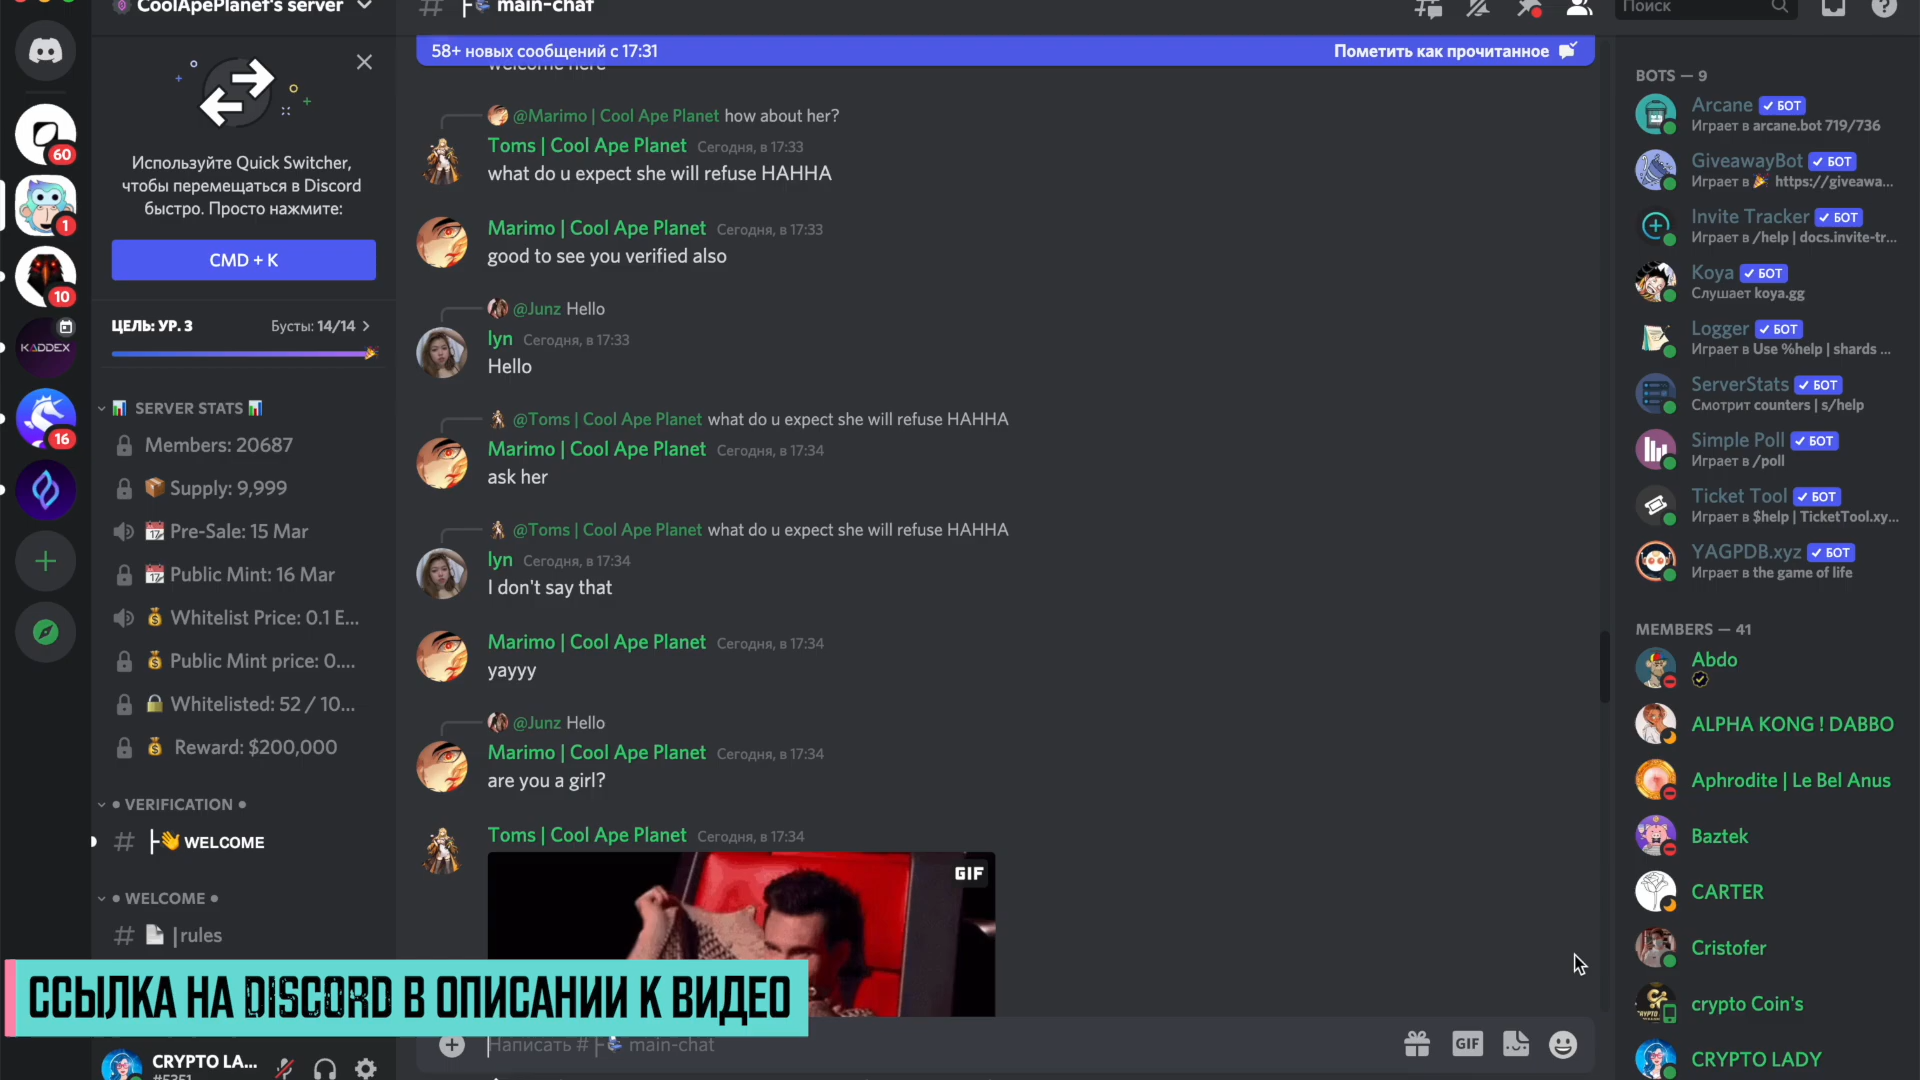 CoolApePlanet's server
main-chat
Поиск
58+ новых сообщений с 17:31
Пометить как прочитанное
Используйте Quick Switcher,
чтобы перемещаться в Discord
быстро. Просто нажмите:
CMD + K
ЦЕЛЬ: УР. 3
Бусты: 14/14
SERVER STATS
Members: 20687
Supply: 9,999
Pre-Sale: 15 Mar
Public Mint: 16 Mar
Whitelist Price: 0.1 E...
Public Mint price: 0....
Whitelisted: 52 / 10...
Reward: $200,000
• VERIFICATION •
WELCOME
• WELCOME •
|rules
60
1
10
KADDEX
16
welcome here
@Marimo | Cool Ape Planet how about her?
Toms | Cool Ape Planet Сегодня, в 17:33
what do u expect she will refuse HAHHA
Marimo | Cool Ape Planet Сегодня, в 17:33
good to see you verified also
@Junz Hello
lyn Сегодня, в 17:33
Hello
@Toms | Cool Ape Planet what do u expect she will refuse HAHHA
Marimo | Cool Ape Planet Сегодня, в 17:34
ask her
@Toms | Cool Ape Planet what do u expect she will refuse HAHHA
lyn Сегодня, в 17:34
I don't say that
Marimo | Cool Ape Planet Сегодня, в 17:34
yayyy
@Junz Hello
Marimo | Cool Ape Planet Сегодня, в 17:34
are you a girl?
Toms | Cool Ape Planet Сегодня, в 17:34
GIF
Написать # main-chat
GIF
ССЫЛКА НА DISCORD В ОПИСАНИИ К ВИДЕО
CRYPTO LA...
#5351
BOTS — 9
Arcane БОТ
Играет в arcane.bot 719/736
GiveawayBot БОТ
Играет в https://giveawa...
Invite Tracker БОТ
Играет в /help | docs.invite-tr...
Koya БОТ
Слушает koya.gg
Logger БОТ
Играет в Use %help | shards ...
ServerStats БОТ
Смотрит counters | s/help
Simple Poll БОТ
Играет в /poll
Ticket Tool БОТ
Играет в $help | TicketTool.xy...
YAGPDB.xyz БОТ
Играет в the game of life
MEMBERS — 41
Abdo
ALPHA KONG ! DABBO
Aphrodite | Le Bel Anus
Baztek
CARTER
Cristofer
crypto Coin's
CRYPTO LADY